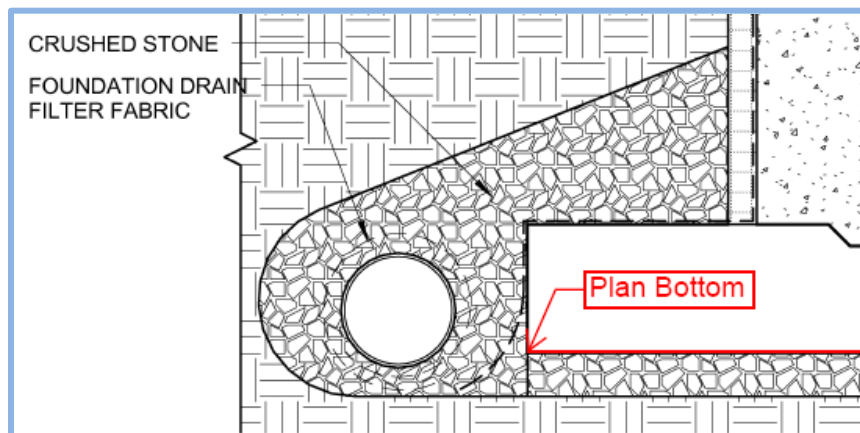 CRUSHED STONE
FOUNDATION DRAIN
FILTER FABRIC
Plan Bottom